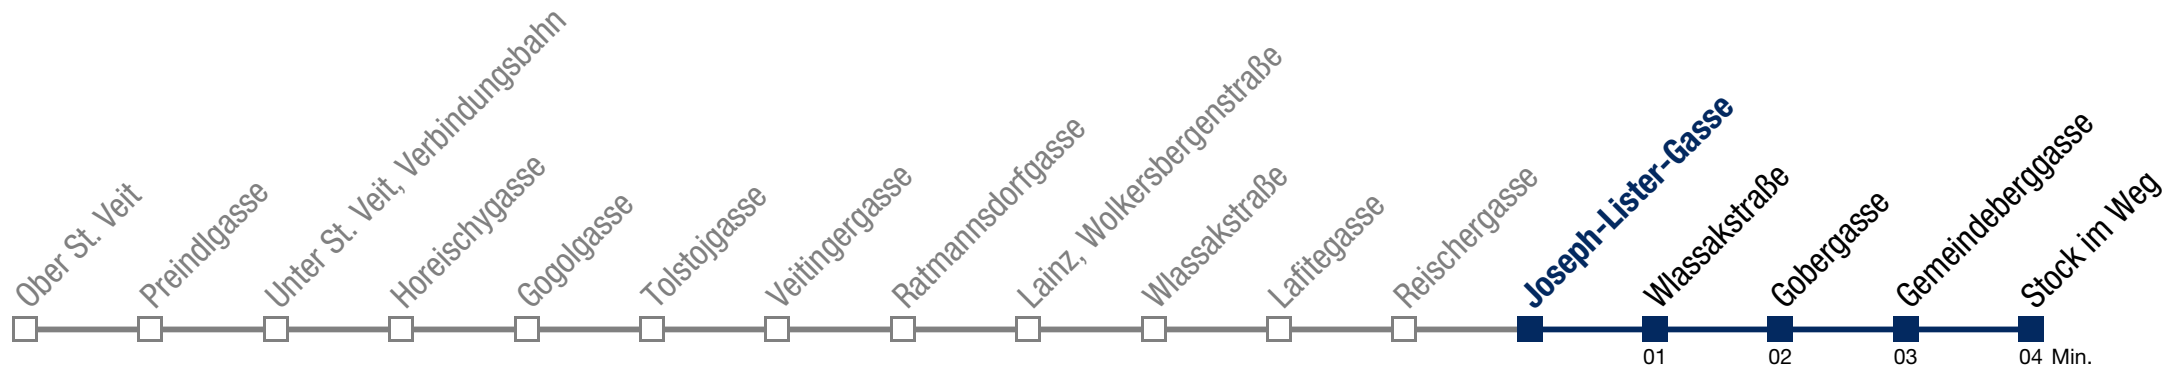 Ober St. Veit
Preindlgasse
Unter St. Veit, Verbindungsbahn
Horeischygasse
Gogolgasse
Tolstojgasse
Veitingergasse
Ratmannsdorfgasse
Lainz, Wolkersbergenstraße
Wlassakstraße
Lafitegasse
Reischergasse
Joseph-Lister-Gasse
Wlassakstraße
Gobergasse
Gemeindeberggasse
Stock im Weg
01 02 03 04 Min.